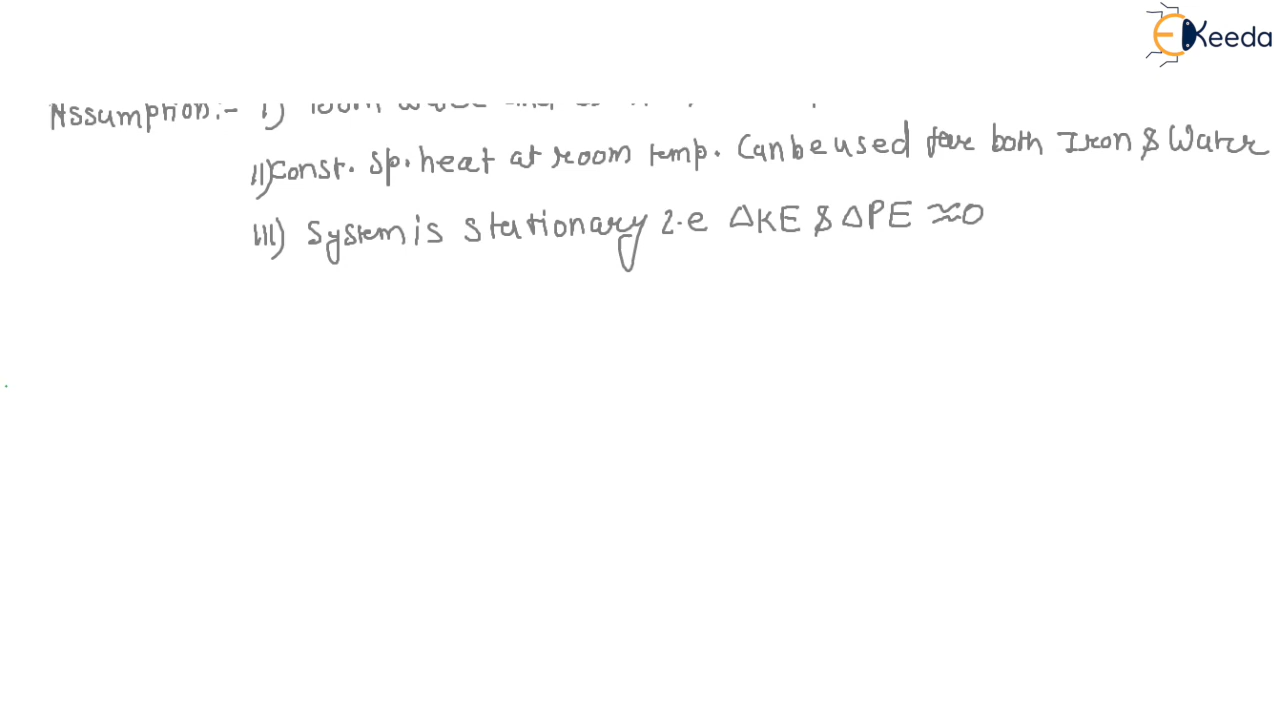 Keeda
Assumption:- i)
ii) Const. sp. heat at room temp. Can be used for both Iron & Water
iii) System is stationary i.e ΔKE & ΔPE ≈0